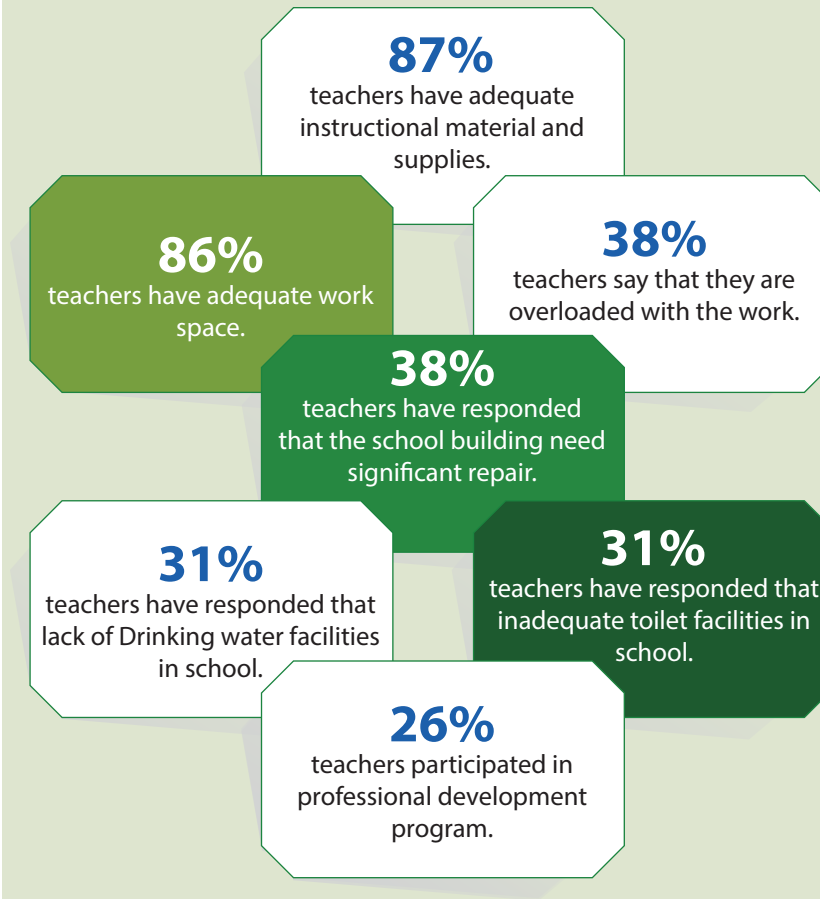 87%
teachers have adequate
instructional material and
supplies.
86%
teachers have adequate work
space.
38%
teachers say that they are
overloaded with the work.
38%
teachers have responded
that the school building need
significant repair.
31%
teachers have responded that
lack of Drinking water facilities
in school.
31%
teachers have responded that
inadequate toilet facilities in
school.
26%
teachers participated in
professional development
program.